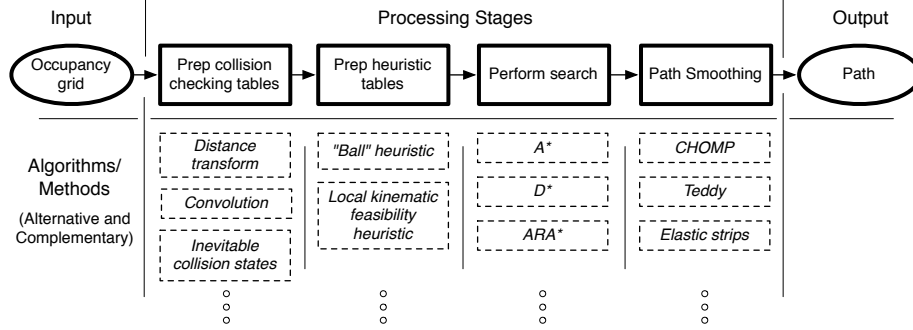 Input
Processing Stages
Output
Occupancy
grid
Prep collision
checking tables
Prep heuristic
tables
Perform search
Path Smoothing
Path
Algorithms/
Methods
(Alternative and
Complementary)
Distance
transform
Convolution
Inevitable
collision states
"Ball" heuristic
Local kinematic
feasibility
heuristic
A*
D*
ARA*
CHOMP
Teddy
Elastic strips